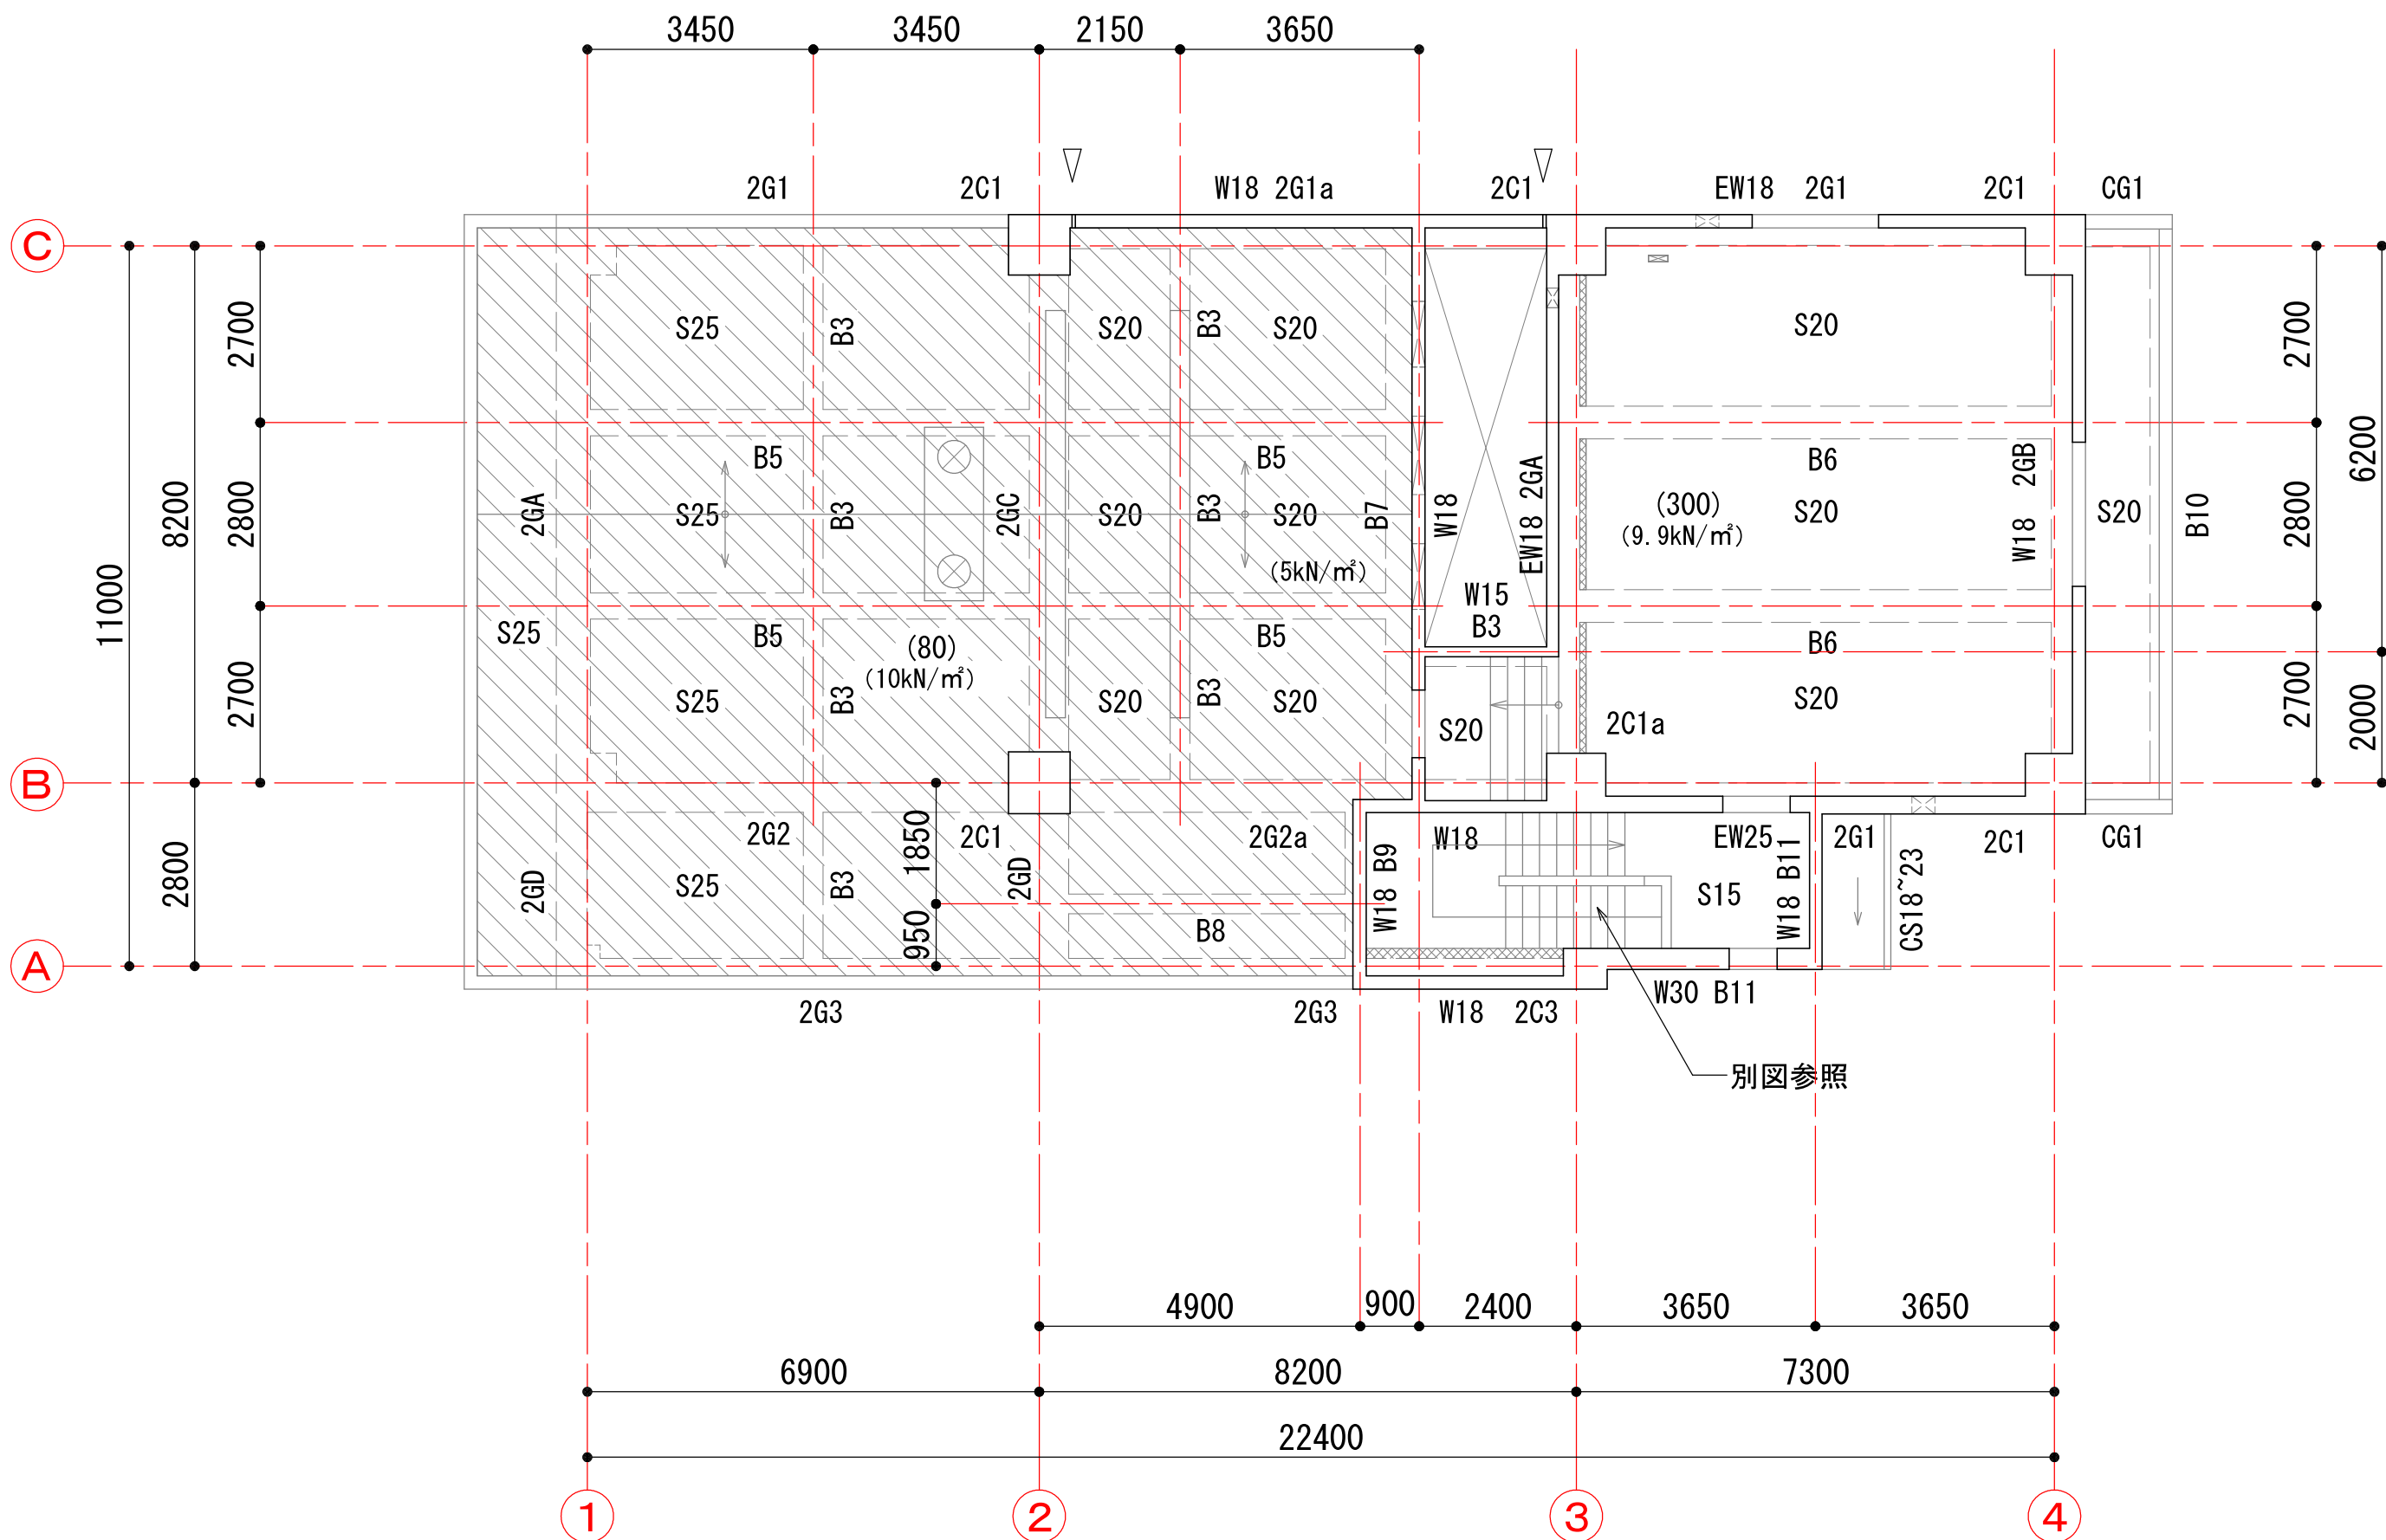 3450 3450 2150 3650
2G1 2C1 W18 2G1a 2C1 EW18 2G1 2C1 CG1
C
2700 2700
S25 B3 S20 B3 S20 S20
6200
B5 B5 B6
11000 8200 2800 2GA S25 B3 2GC S20 B3 S20 B7 W18 EW18 2GA (300) S20 W18 2GB S20 B10 2800
(9.9kN/㎡)
(5kN/㎡)
W15
B3
S25 B5 B5 B6
(80)
(10kN/㎡)
2700 S25 B3 S20 B3 S20 S20 2C1a S20 2700 2000
B
2G2 2C1 1850 2G2a W18 EW25 2G1 2C1 CG1
2800 2GD S25 B3 2GD W18 B9 S15 W18 B11 CS18~23
950 B8
A
2G3 2G3 W18 2C3 W30 B11
別図参照
4900 900 2400 3650 3650
6900 8200 7300
22400
1 2 3 4